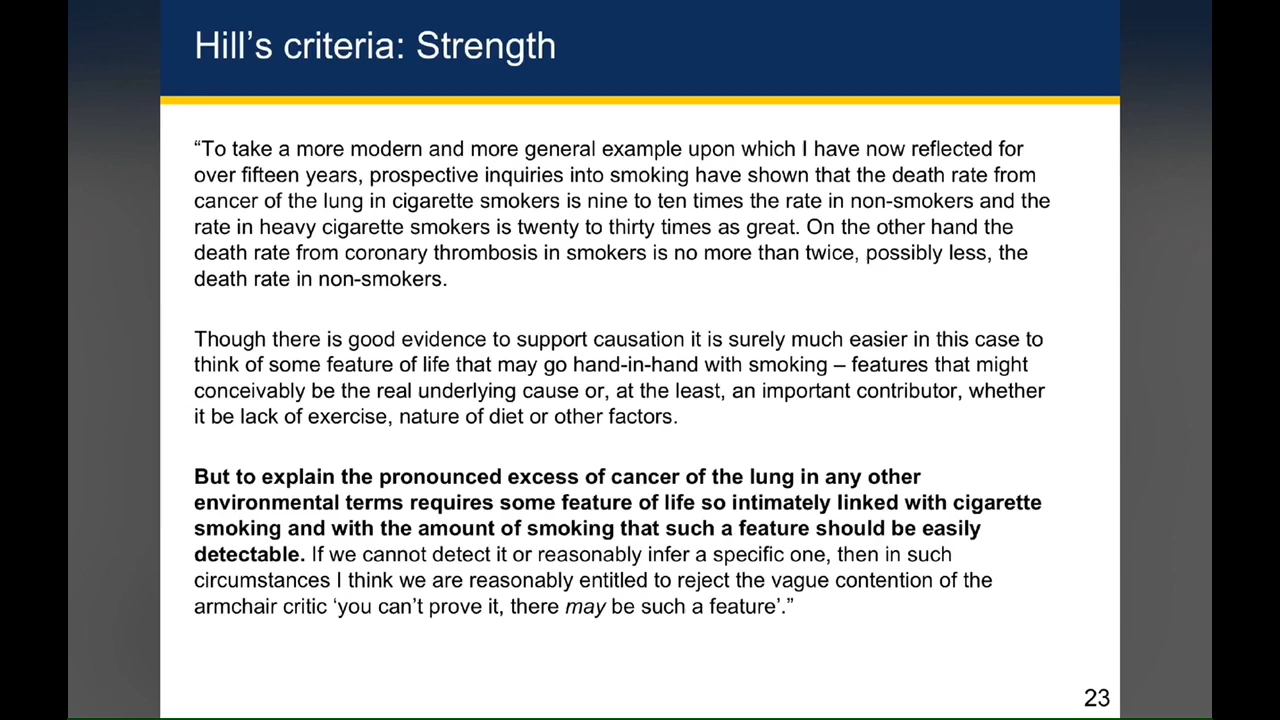 Hill’s criteria: Strength
“To take a more modern and more general example upon which I have now reflected for
over fifteen years, prospective inquiries into smoking have shown that the death rate from
cancer of the lung in cigarette smokers is nine to ten times the rate in non-smokers and the
rate in heavy cigarette smokers is twenty to thirty times as great. On the other hand the
death rate from coronary thrombosis in smokers is no more than twice, possibly less, the
death rate in non-smokers.
Though there is good evidence to support causation it is surely much easier in this case to
think of some feature of life that may go hand-in-hand with smoking – features that might
conceivably be the real underlying cause or, at the least, an important contributor, whether
it be lack of exercise, nature of diet or other factors.
But to explain the pronounced excess of cancer of the lung in any other
environmental terms requires some feature of life so intimately linked with cigarette
smoking and with the amount of smoking that such a feature should be easily
detectable. If we cannot detect it or reasonably infer a specific one, then in such
circumstances I think we are reasonably entitled to reject the vague contention of the
armchair critic ‘you can’t prove it, there may be such a feature’.”
23